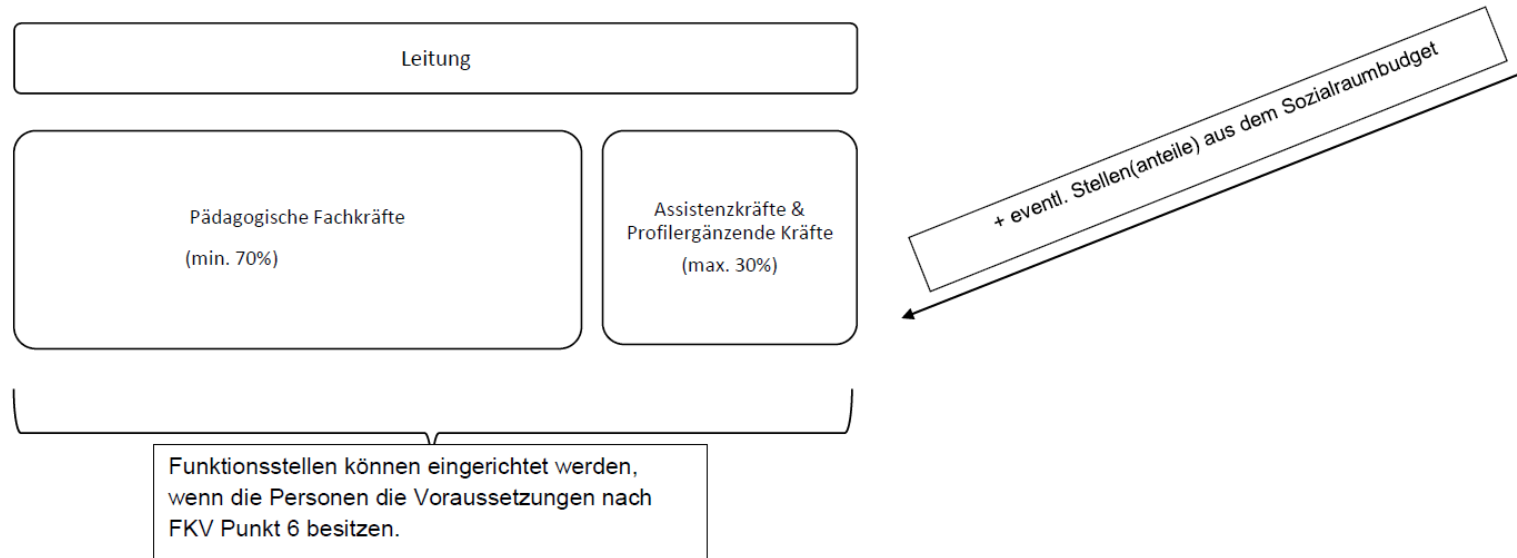 Leitung
Pädagogische Fachkräfte
(min. 70%)
Assistenzkräfte &
Profilergänzende Kräfte
(max. 30%)
+ eventl. Stellen(anteile) aus dem Sozialraumbudget
Funktionsstellen können eingerichtet werden,
wenn die Personen die Voraussetzungen nach
FKV Punkt 6 besitzen.